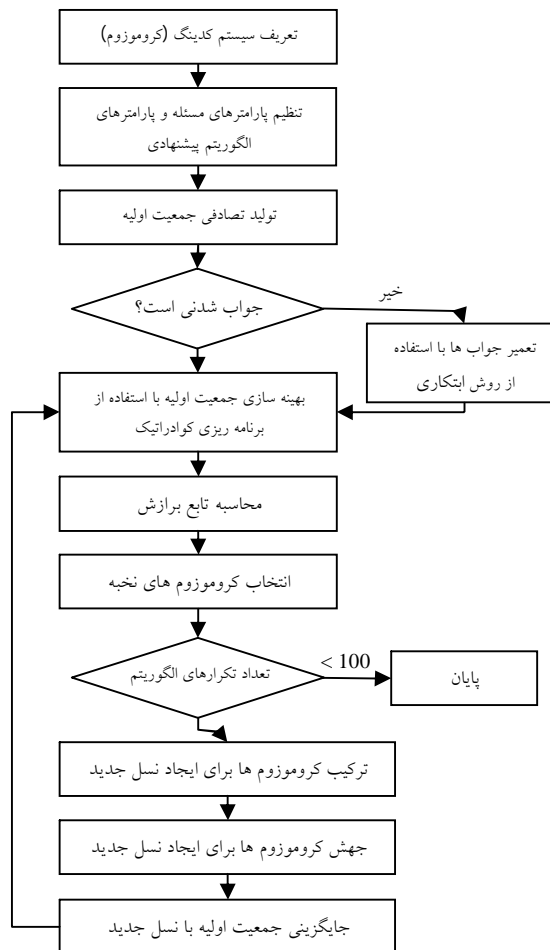 تعریف سیستم کدینگ (کروموزوم)
تنظیم پارامترهای مسئله و پارامترهای
الگوریتم پیشنهادی
تولید تصادفی جمعیت اولیه
جواب شدنی است؟
خیر
تعمیر جواب ها با استفاده
از روش ابتکاری
بهینه سازی جمعیت اولیه با استفاده از
برنامه ریزی کوادراتیک
محاسبه تابع برازش
انتخاب کروموزوم های نخبه
تعداد تکرارهای الگوریتم
< 100
پایان
ترکیب کروموزوم ها برای ایجاد نسل جدید
جهش کروموزوم ها برای ایجاد نسل جدید
جایگزینی جمعیت اولیه با نسل جدید